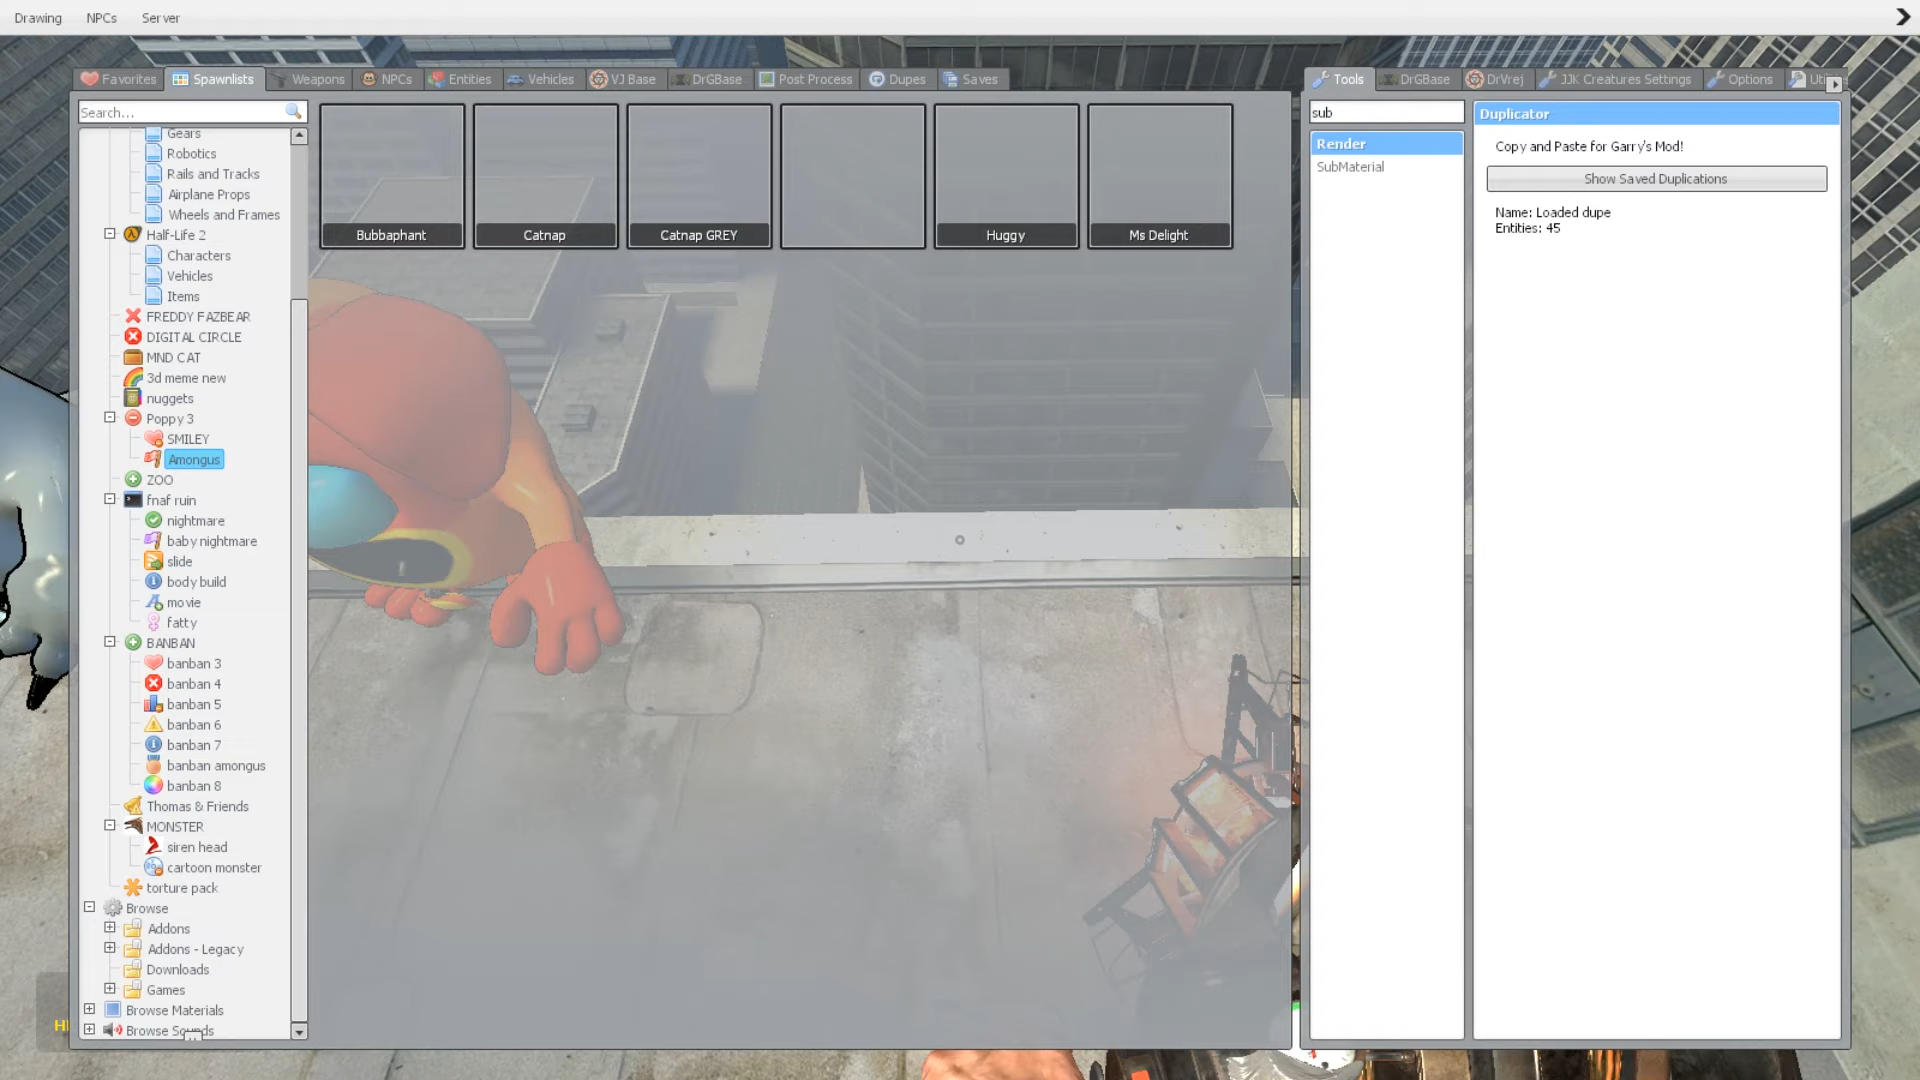 Drawing NPCs Server
Favorites Spawnlists Weapons NPCs Entities Vehicles VJ Base DrGBase Post Process Dupes Saves
Tools DrGBase DrVrej JJK Creatures Settings Options
Search...
Gears
Robotics
Rails and Tracks
Airplane Props
Wheels and Frames
Half-Life 2
Characters
Vehicles
Items
FREDDY FAZBEAR
DIGITAL CIRCLE
MND CAT
3d meme new
nuggets
Poppy 3
SMILEY
Amongus
ZOO
fnaf ruin
nightmare
baby nightmare
slide
body build
movie
fatty
BANBAN
banban 3
banban 4
banban 5
banban 6
banban 7
banban amongus
banban 8
Thomas & Friends
MONSTER
siren head
cartoon monster
torture pack
Browse
Addons
Addons - Legacy
Downloads
Games
Browse Materials
Browse Sounds
Bubbaphant Catnap Catnap GREY Huggy Ms Delight
sub
Render
SubMaterial
Duplicator
Copy and Paste for Garry's Mod!
Show Saved Duplications
Name: Loaded dupe
Entities: 45